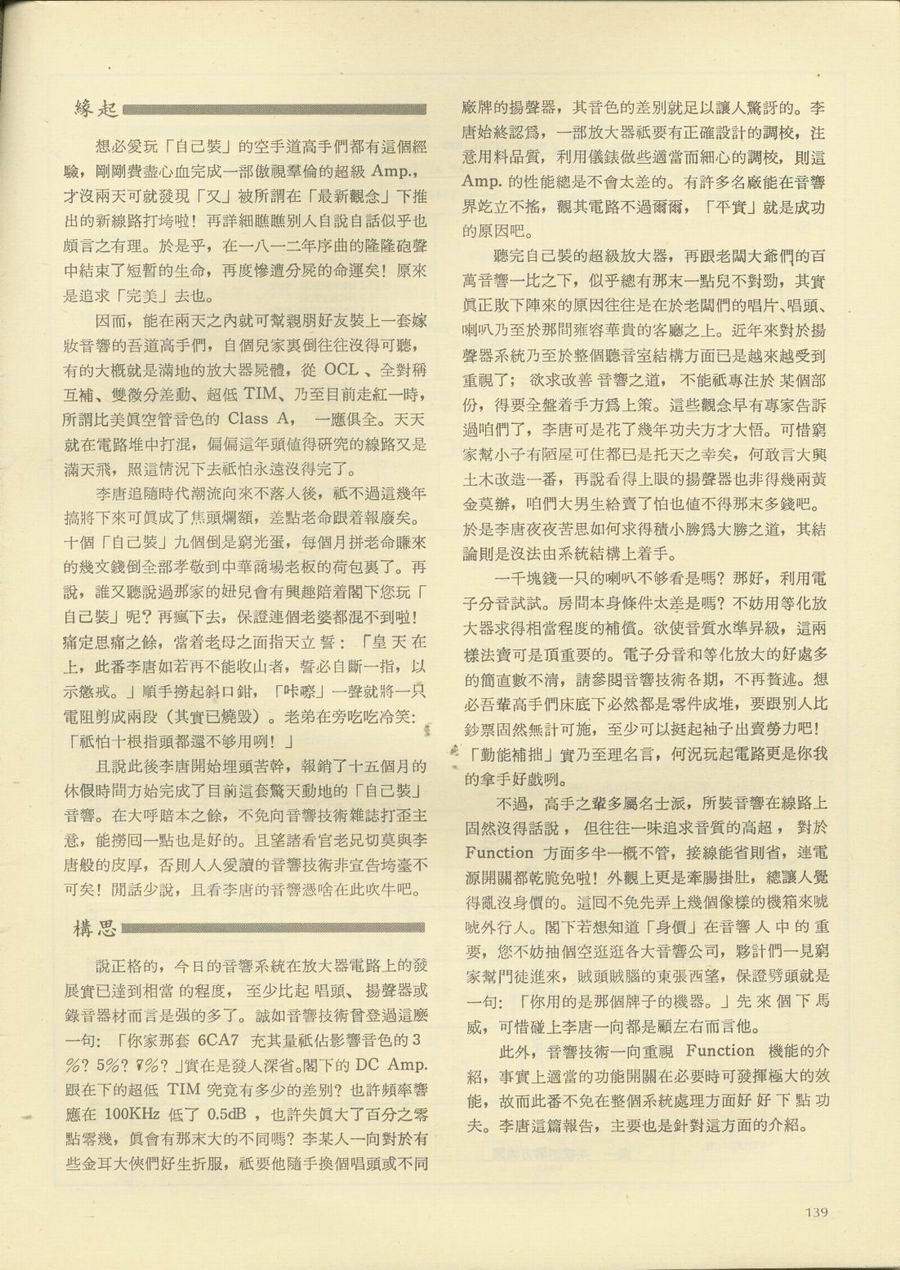 緣起
想必愛玩「自己裝」的空手道高手們都有這個經
驗，剛剛費盡心血完成一部傲視羣倫的超級 Amp.，
才沒兩天可就發現「又」被所謂在「最新觀念」下推
出的新線路打垮啦！再詳細瞧瞧別人自說自話似乎也
頗言之有理。於是乎，在一八一二年序曲的隆隆砲聲
中結束了短暫的生命，再度慘遭分屍的命運矣！原來
是追求「完美」去也。
因而，能在兩天之內就可幫親朋好友裝上一套嫁
妝音響的吾道高手們，自個兒家裏倒往往沒得可聽，
有的大概就是滿地的放大器屍體，從 OCL、全對稱
互補、雙微分差動、超低 TIM、乃至目前走紅一時，
所謂比美眞空管音色的 Class A，一應俱全。天天
就在電路堆中打混，偏偏這年頭値得研究的線路又是
滿天飛，照這情況下去祇怕永遠沒得完了。
李唐追隨時代潮流向來不落人後，祇不過這幾年
搞將下來可眞成了焦頭爛額，差點老命跟着報廢矣。
十個「自己裝」九個倒是窮光蛋，每個月拼老命賺來
的幾文錢倒全部孝敬到中華商場老板的荷包裏了。再
說，誰又聽說過那家的妞兒會有興趣陪着閣下您玩「
自己裝」呢？再瘋下去，保證連個老婆都混不到啦！
痛定思痛之餘，當着老母之面指天立誓：「皇天在
上，此番李唐如若再不能收山者，誓必自斷一指，以
示懲戒。」順手撈起斜口鉗，「咔嚓」一聲就將一只
電阻剪成兩段（其實已燒毀）。老弟在旁吃吃冷笑：
「祇怕十根指頭都還不够用咧！」
且說此後李唐開始埋頭苦幹，報銷了十五個月的
休假時間方始完成了目前這套驚天動地的「自己裝」
音響。在大呼賠本之餘，不免向音響技術雜誌打歪主
意，能撈回一點也是好的。且望諸看官老兄切莫與李
唐般的皮厚，否則人人愛讀的音響技術非宣告垮臺不
可矣！閒話少說，且看李唐的音響憑啥在此吹牛吧。
構思
說正格的，今日的音響系統在放大器電路上的發
展實已達到相當的程度，至少比起唱頭、揚聲器或
錄音器材而言是强的多了。誠如音響技術曾登過這麼
一句：「你家那套 6CA7 充其量祇佔影響音色的 3
%？5%？7%？」實在是發人深省。閣下的 DC Amp.
跟在下的超低 TIM 究竟有多少的差別？也許頻率響
應在 100KHz 低了 0.5dB，也許失眞大了百分之零
點零幾，眞會有那末大的不同嗎？李某人一向對於有
些金耳大俠們好生折服，祇要他隨手換個唱頭或不同
廠牌的揚聲器，其音色的差別就足以讓人驚訝的。李
唐始終認爲，一部放大器祇要有正確設計的調校，注
意用料品質，利用儀錶做些適當而細心的調校，則這
Amp. 的性能總是不會太差的。有許多名廠能在音響
界屹立不搖，觀其電路不過爾爾，「平實」就是成功
的原因吧。
聽完自己裝的超級放大器，再跟老闆大爺們的百
萬音響一比之下，似乎總有那末一點兒不對勁，其實
眞正敗下陣來的原因往往是在於老闆們的唱片、唱頭、
喇叭乃至於那間雍容華貴的客廳之上。近年來對於揚
聲器系統乃至於整個聽音室結構方面已是越來越受到
重視了；欲求改善音響之道，不能祇專注於某個部
份，得要全盤着手方爲上策。這些觀念早有專家告訴
過咱們了，李唐可是花了幾年功夫方才大悟。可惜窮
家幫小子有陋屋可住都已是托天之幸矣，何敢言大興
土木改造一番，再說看得上眼的揚聲器也非得幾兩黃
金莫辦，咱們大男生給賣了怕也値不得那末多錢吧。
於是李唐夜夜苦思如何求得積小勝爲大勝之道，其結
論則是沒法由系統結構上着手。
一千塊錢一只的喇叭不够看是嗎？那好，利用電
子分音試試。房間本身條件太差是嗎？不妨用等化放
大器求得相當程度的補償。欲使音質水準昇級，這兩
樣法寶可是頂重要的。電子分音和等化放大的好處多
的簡直數不清，請參閱音響技術各期，不再贅述。想
必吾輩高手們床底下必然都是零件成堆，要跟別人比
鈔票固然無計可施，至少可以挺起袖子出賣勞力吧！
「勤能補拙」實乃至理名言，何況玩起電路更是你我
的拿手好戲咧。
不過，高手之輩多屬名士派，所裝音響在線路上
固然沒得話說，但往往一味追求音質的高超，對於
Function 方面多半一概不管，接線能省則省，連電
源開關都乾脆免啦！外觀上更是牽腸掛肚，總讓人覺
得亂沒身價的。這回不免先弄上幾個像樣的機箱來唬
唬外行人。閣下若想知道「身價」在音響人中的重
要，您不妨抽個空逛逛各大音響公司，夥計們一見窮
家幫門徒進來，賊頭賊腦的東張西望，保證劈頭就是
一句：「你用的是那個牌子的機器。」先來個下馬
威，可惜碰上李唐一向都是顧左右而言他。
此外，音響技術一向重視 Function 機能的介
紹，事實上適當的功能開關在必要時可發揮極大的效
能，故而此番不免在整個系統處理方面好好下點功
夫。李唐這篇報告，主要也是針對這方面的介紹。
139